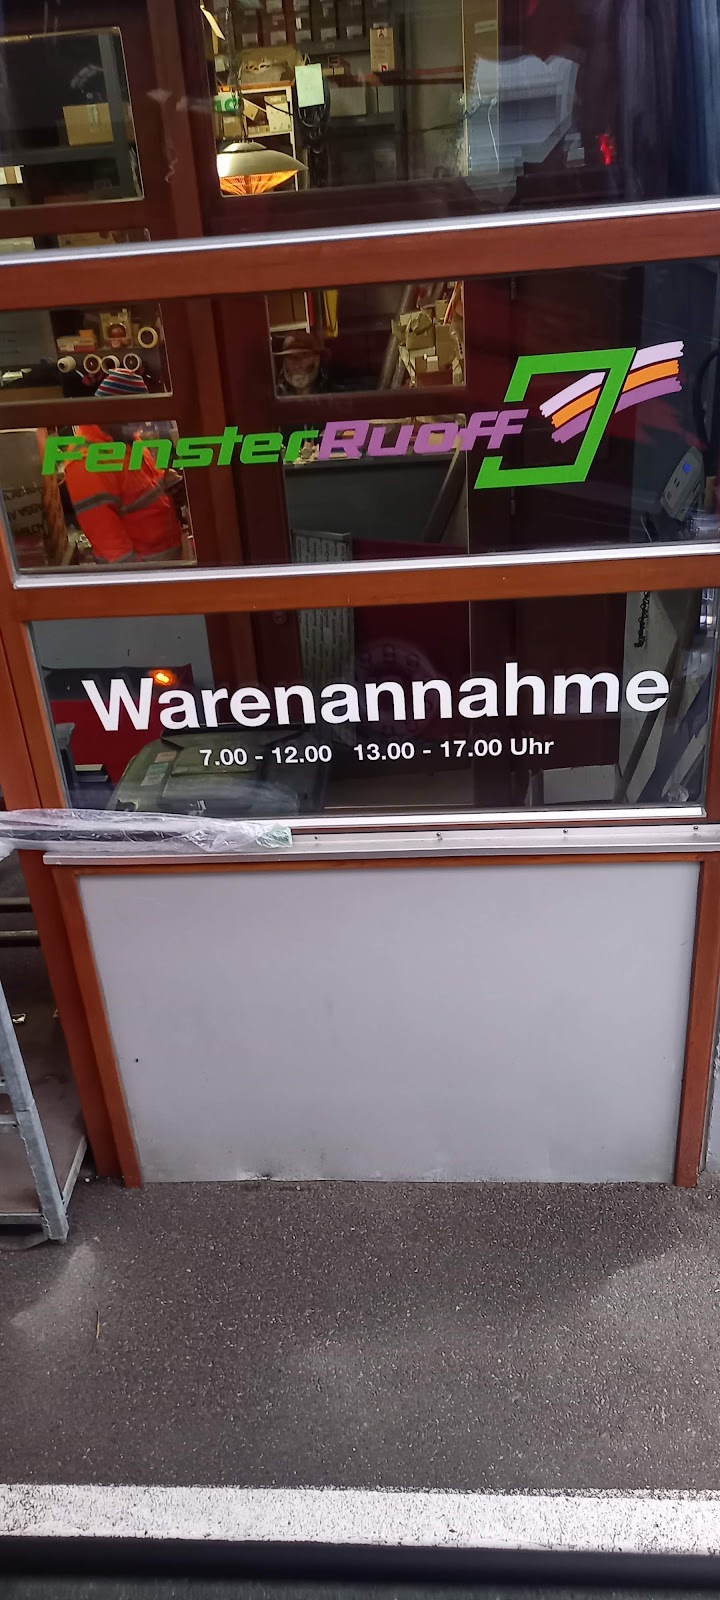 FensterRuoff
Warenannahme
7.00 - 12.00 13.00 - 17.00 Uhr